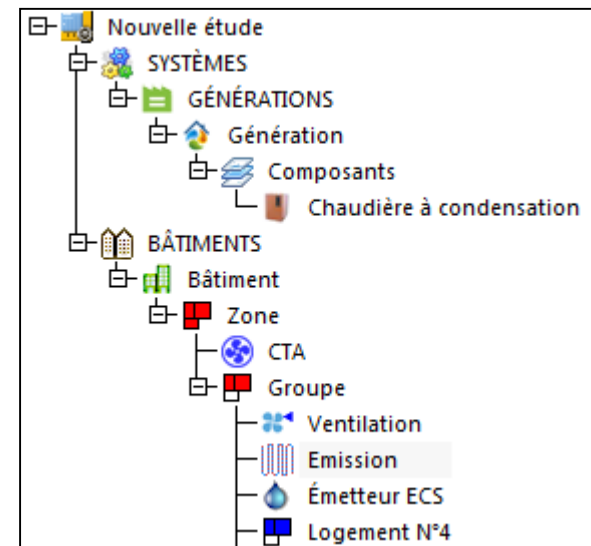 Nouvelle étude
SYSTÈMES
GÉNÉRATIONS
Génération
Composants
Chaudière à condensation
BÂTIMENTS
Bâtiment
Zone
CTA
Groupe
Ventilation
Emission
Émetteur ECS
Logement N°4